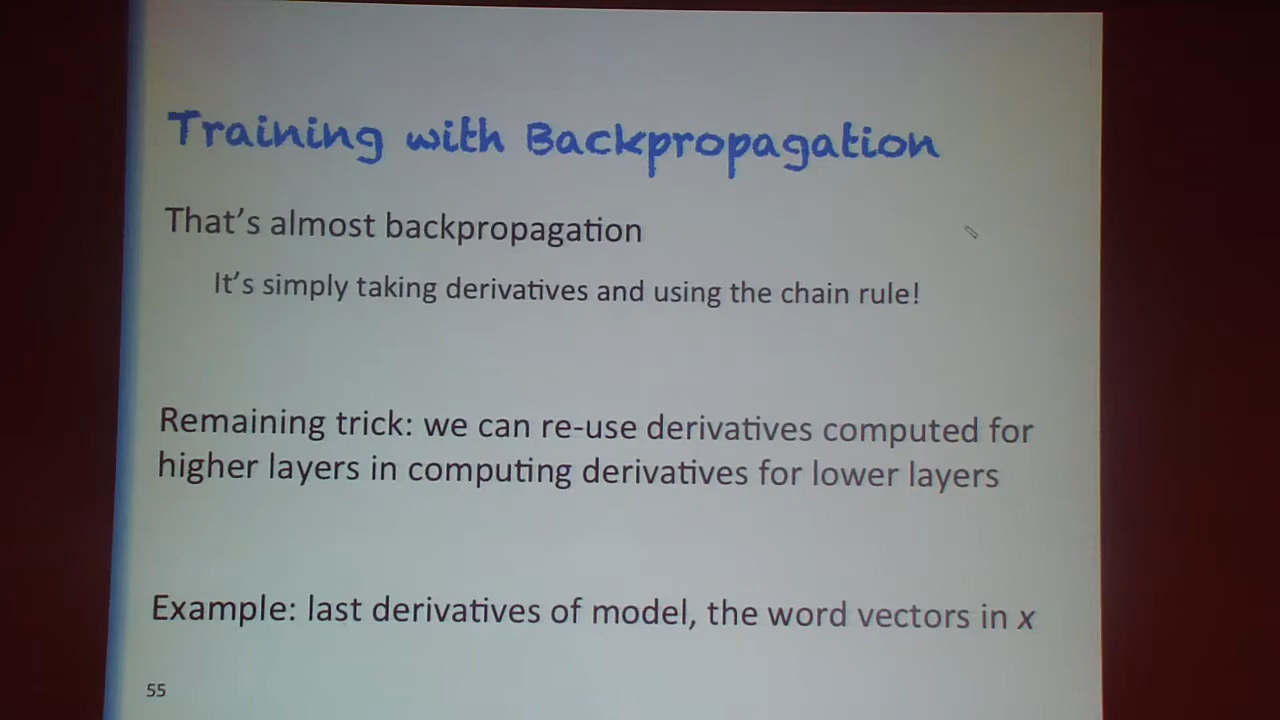 Training with Backpropagation
That's almost backpropagation
It's simply taking derivatives and using the chain rule!
Remaining trick: we can re-use derivatives computed for
higher layers in computing derivatives for lower layers
Example: last derivatives of model, the word vectors in x
55